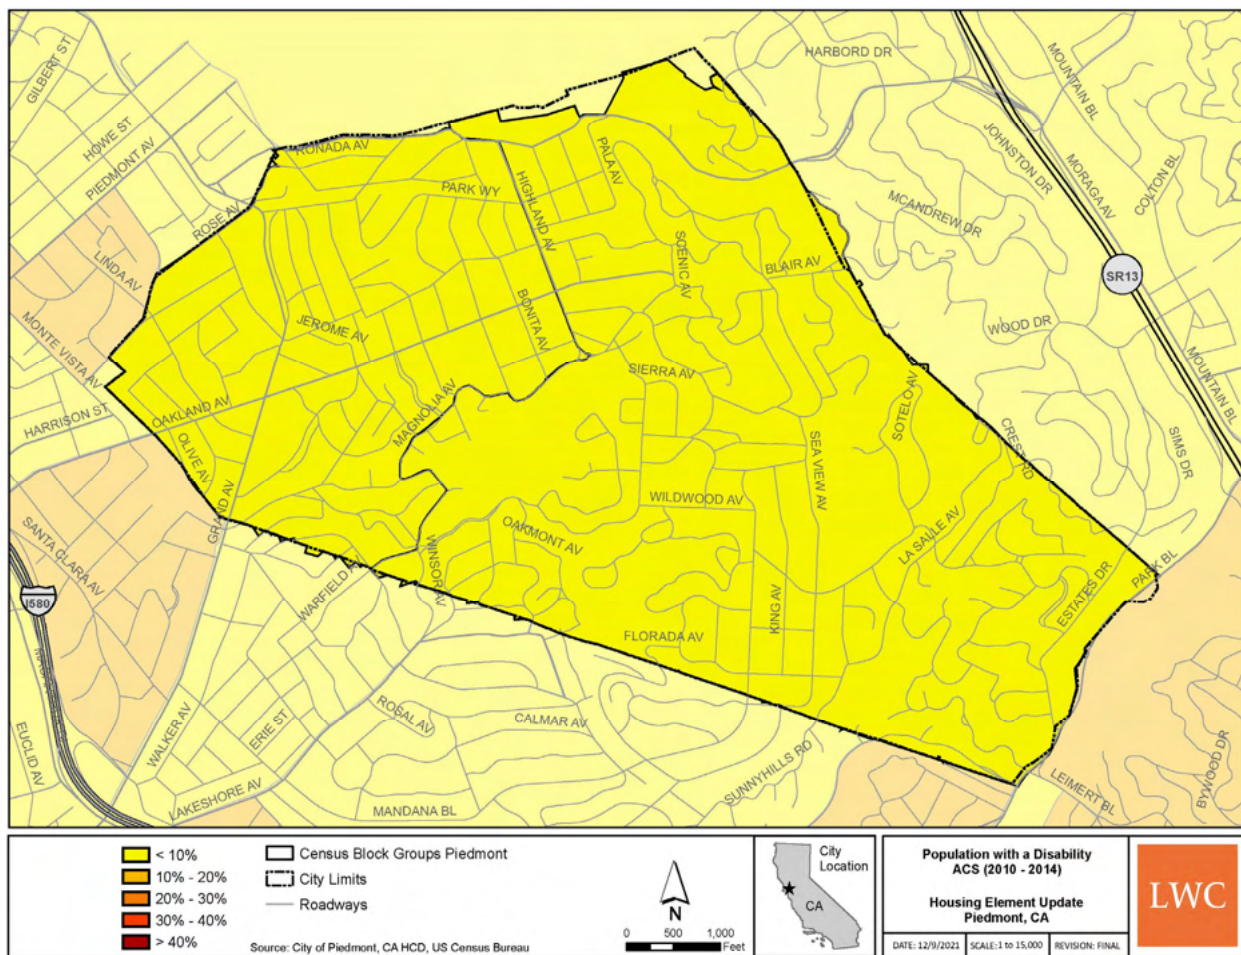 HARBORD DR
MOUNTAIN BL
GILBERT ST
HOWE ST
PIEDMONT AV
RONADA AV
JOHNSTON DR
MORAGA AV
COLTON BL
PALA AV
PARK WY
HIGHLAND AV
MCANDREW DR
ROSE AV
LINDA AV
SCENIC AV
BLAIR AV
SR13
BONITA AV
JEROME AV
WOOD DR
MONTE VISTA AV
SIERRA AV
MOUNTAIN BL
OAKLAND AV
MAGNOLIA AV
SOTELO AV
HARRISON ST
OLIVE AV
SEA VIEW AV
CREST RD
SIMS DR
GRAND AV
WILDWOOD AV
OAKMONT AV
LA SALLE AV
SANTA CLARA AV
WINSOR AV
PARK BL
ESTATES DR
I580
KING AV
FLORADA AV
ROSAL AV
CALMAR AV
ERIE ST
WALKER AV
EUCLID AV
SUNNYHILLS RD
LEIMERT BL
BYWOOD DR
LAKESHORE AV
MANDANA BL
< 10%
10% - 20%
20% - 30%
30% - 40%
> 40%
Census Block Groups Piedmont
City Limits
Roadways
Source: City of Piedmont, CA HCD, US Census Bureau
N
0 500 1,000
Feet
City
Location
CA
Population with a Disability
ACS (2010 - 2014)
Housing Element Update
Piedmont, CA
DATE: 12/9/2021 SCALE: 1 to 15,000 REVISION: FINAL
LWC